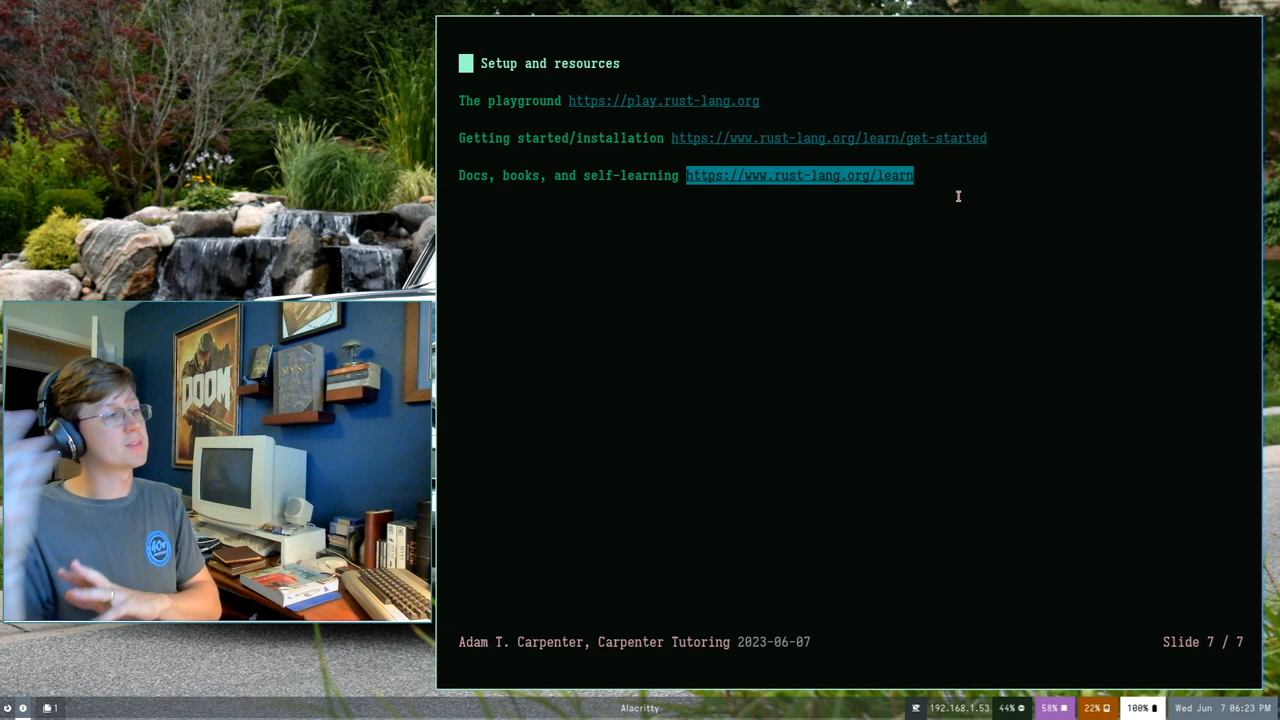 Setup and resources
The playground https://play.rust-lang.org
Getting started/installation https://www.rust-lang.org/learn/get-started
Docs, books, and self-learning https://www.rust-lang.org/learn
DOOM
MYST
Adam T. Carpenter, Carpenter Tutoring 2023-06-07
Slide 7 / 7
1
Alacritty
192.168.1.53
44%
58%
22%
100%
Wed Jun 7 06:23 PM